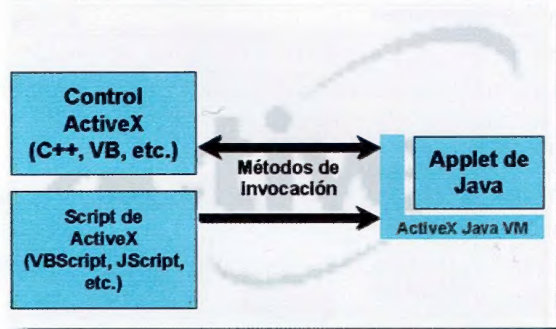 Control
ActiveX
(C++, VB, etc.)
Métodos de
invocación
Applet de
Java
ActiveX Java VM
Script de
ActiveX
(VBScript, JScript,
etc.)